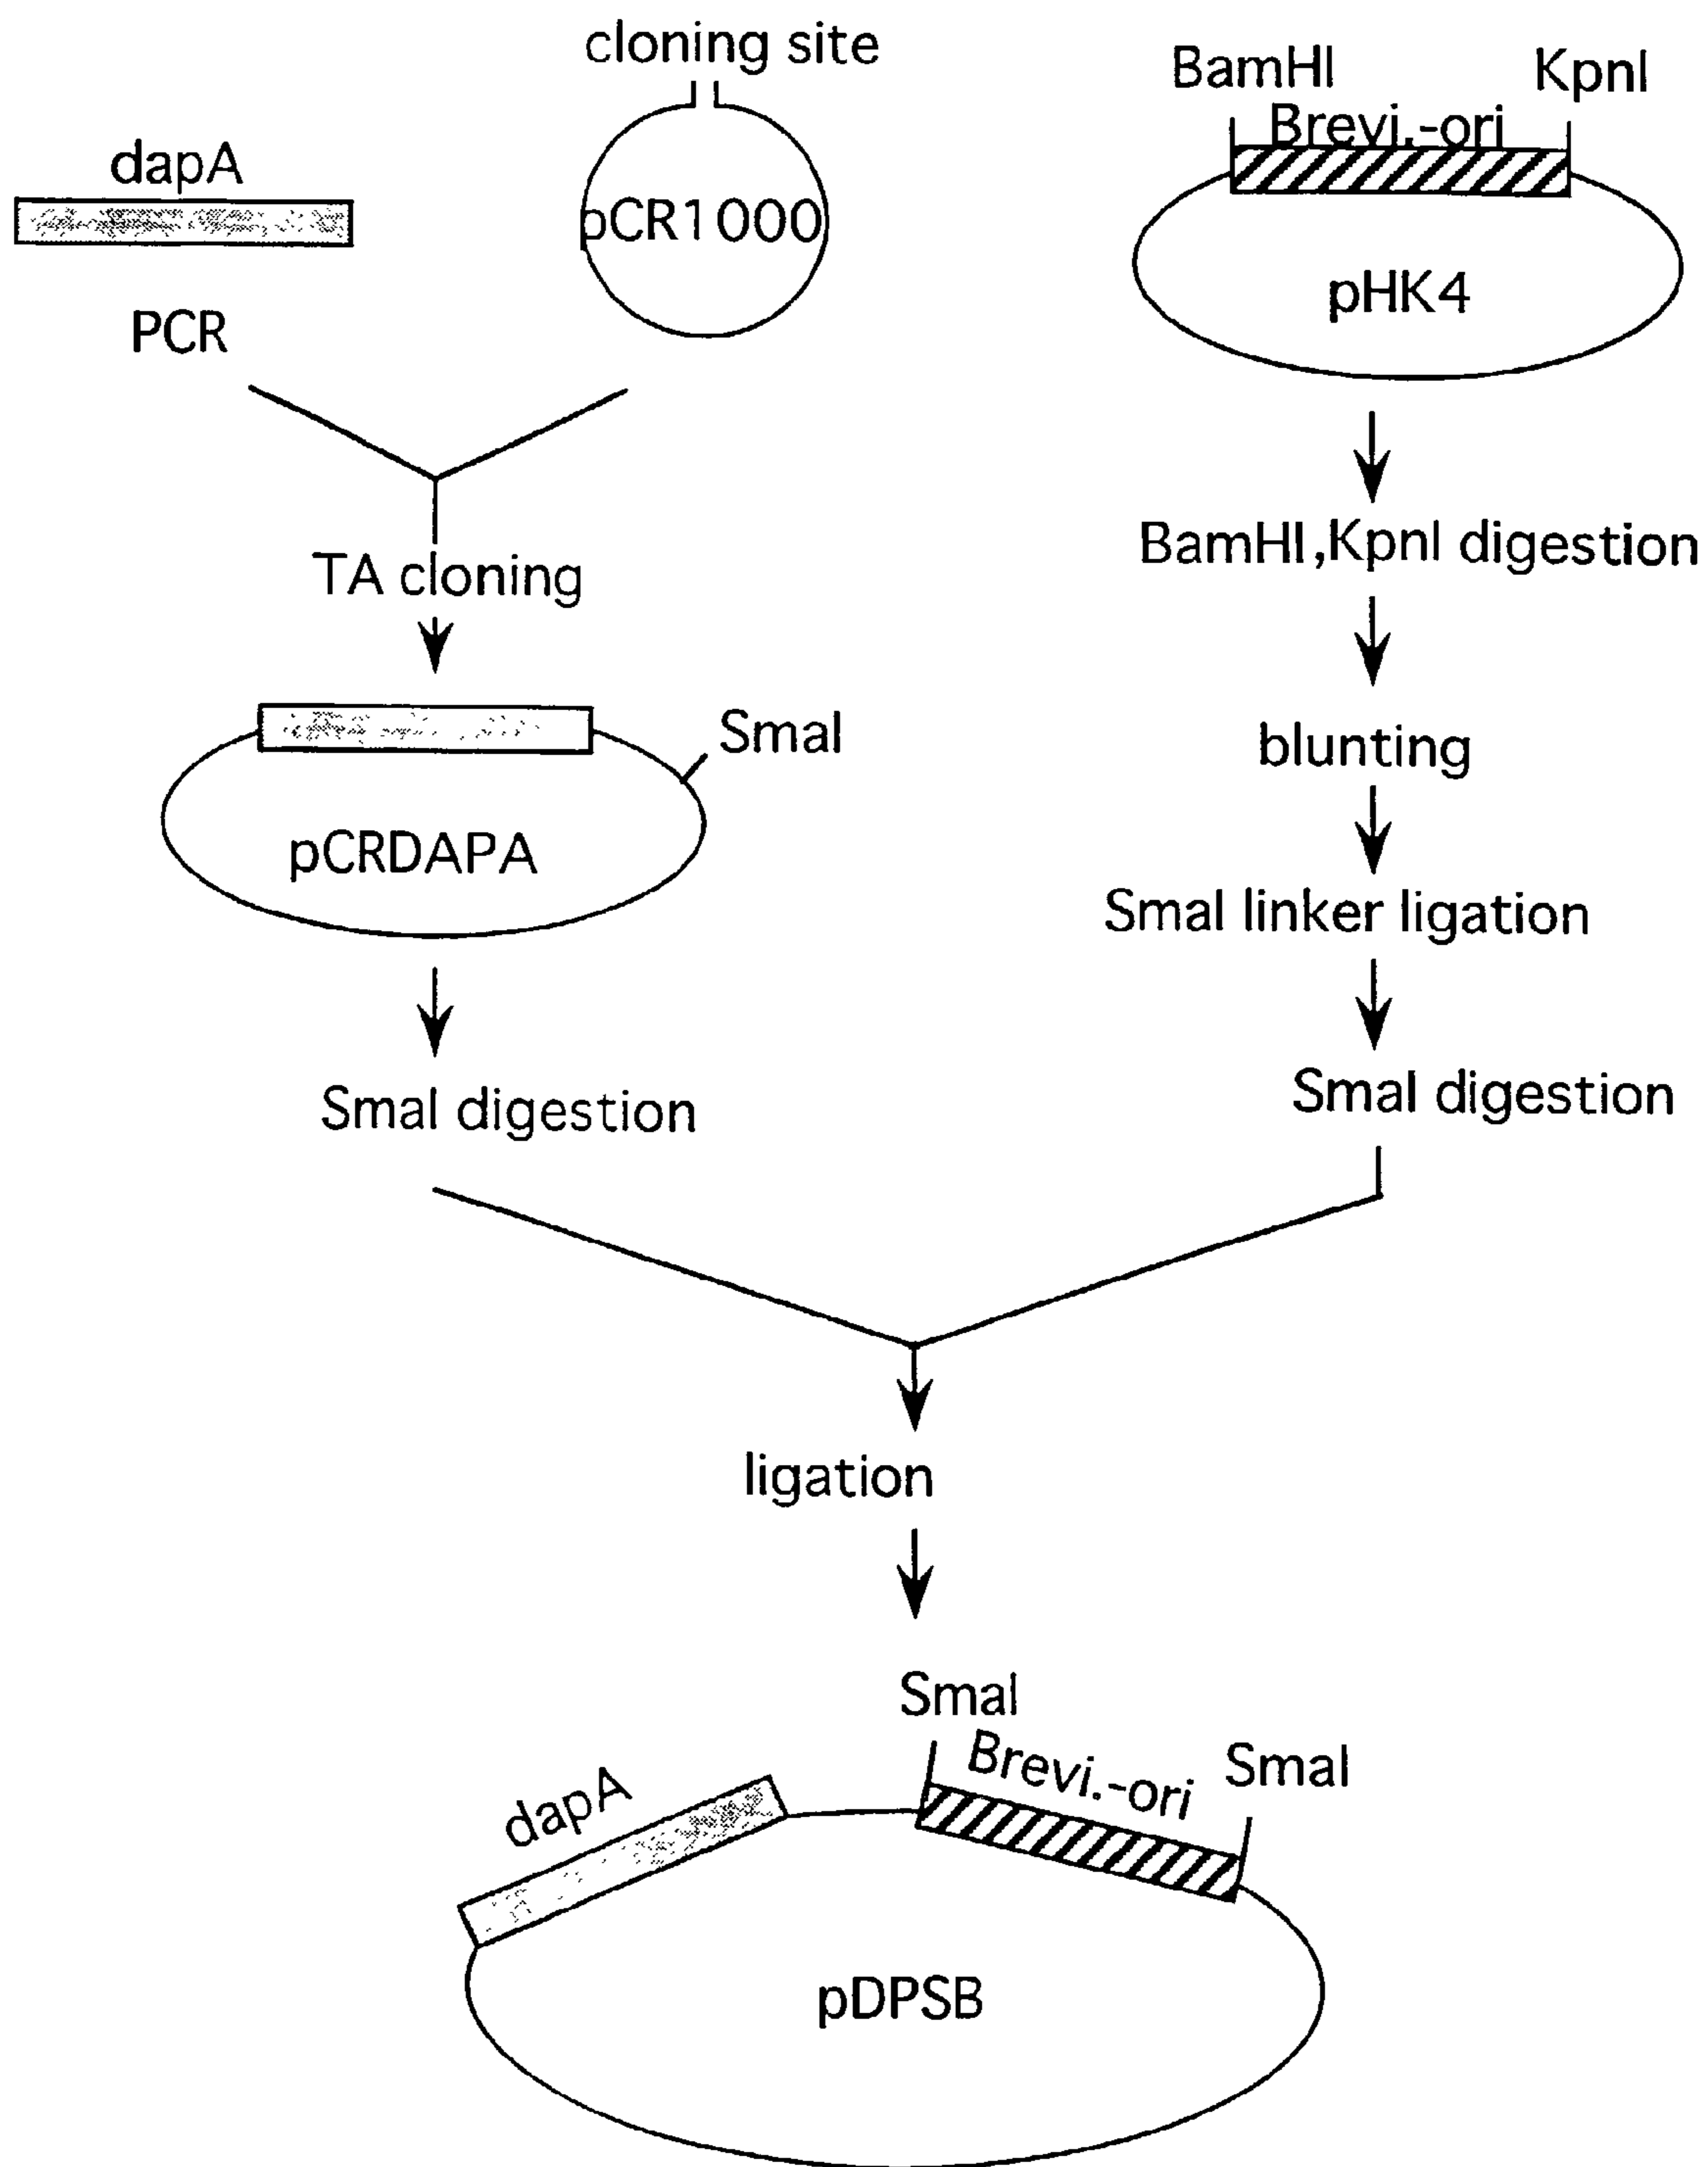 cloning site
dapA
pCR1000
PCR
BamHI
KpnI
Brevi.-ori
pHK4
TA cloning
SmaI
pCRDAPA
SmaI digestion
BamHI,KpnI digestion
blunting
SmaI linker ligation
SmaI digestion
ligation
SmaI
Brevi.-ori
SmaI
dapA
pDPSB